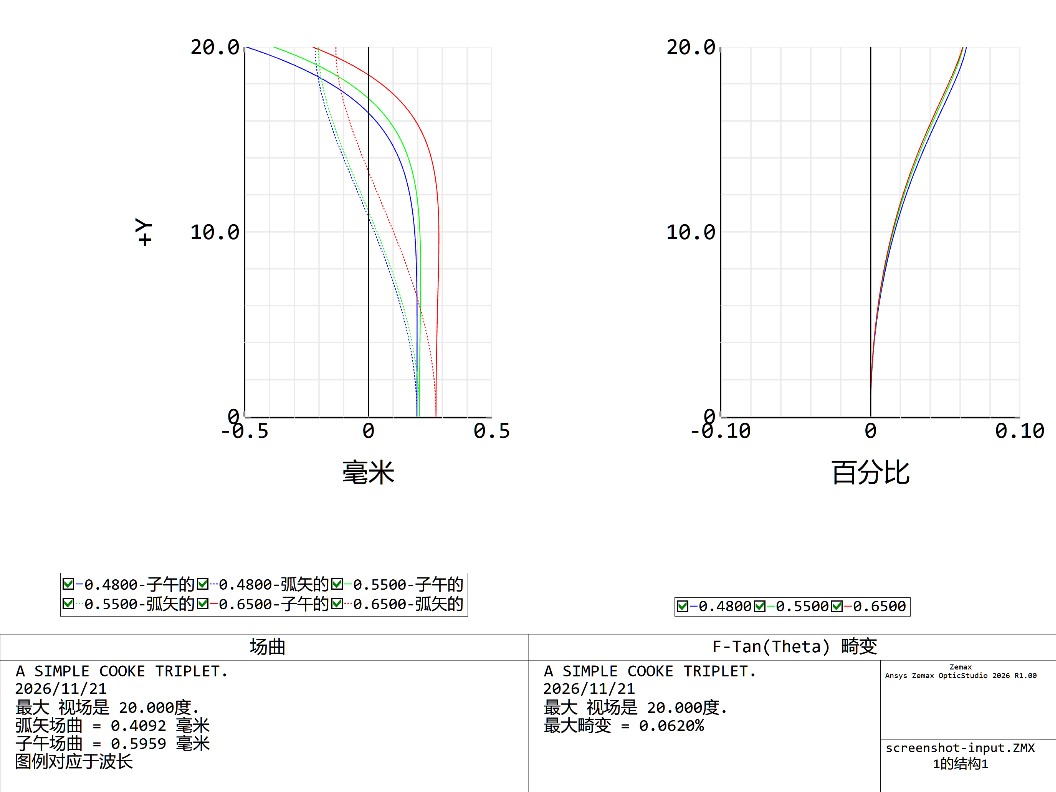 20.0
10.0
0
+Y
-0.5
0
0.5
毫米
20.0
10.0
0
-0.10
0
0.10
百分比
0.4800-子午的 0.4800-弧矢的 0.5500-子午的
0.5500-弧矢的 0.6500-子午的 0.6500-弧矢的
0.4800 0.5500 0.6500
场曲
A SIMPLE COOKE TRIPLET.
2026/11/21
最大 视场是 20.000度.
弧矢场曲 = 0.4092 毫米
子午场曲 = 0.5959 毫米
图例对应于波长
F-Tan(Theta) 畸变
A SIMPLE COOKE TRIPLET.
2026/11/21
最大 视场是 20.000度.
最大畸变 = 0.0620%
Zemax
Ansys Zemax OpticStudio 2026 R1.00
screenshot-input.ZMX
1的结构1